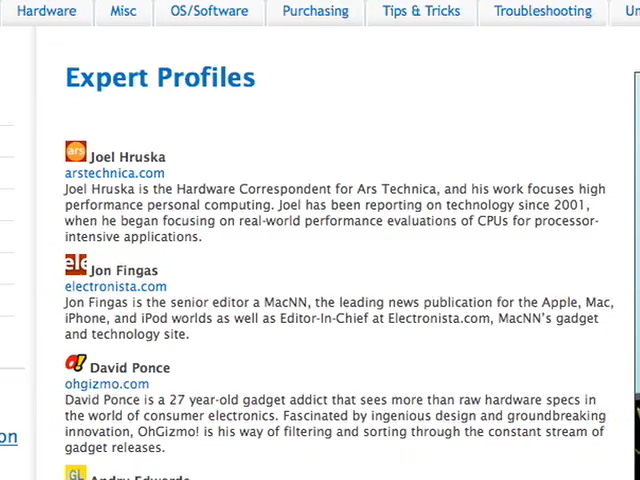 Hardware Misc OS/Software Purchasing Tips & Tricks Troubleshooting
Expert Profiles
ars Joel Hruska
arstechnica.com
Joel Hruska is the Hardware Correspondent for Ars Technica, and his work focuses high
performance personal computing. Joel has been reporting on technology since 2001,
when he began focusing on real-world performance evaluations of CPUs for processor-
intensive applications.
ele Jon Fingas
electronista.com
Jon Fingas is the senior editor a MacNN, the leading news publication for the Apple, Mac,
iPhone, and iPod worlds as well as Editor-In-Chief at Electronista.com, MacNN's gadget
and technology site.
o! David Ponce
ohgizmo.com
David Ponce is a 27 year-old gadget addict that sees more than raw hardware specs in
the world of consumer electronics. Fascinated by ingenious design and groundbreaking
innovation, OhGizmo! is his way of filtering and sorting through the constant stream of
on
gadget releases.
GL